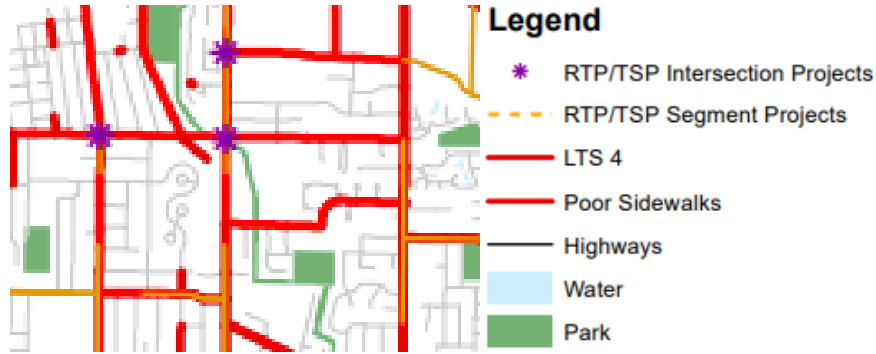 Legend
RTP/TSP Intersection Projects
RTP/TSP Segment Projects
LTS 4
Poor Sidewalks
Highways
Water
Park